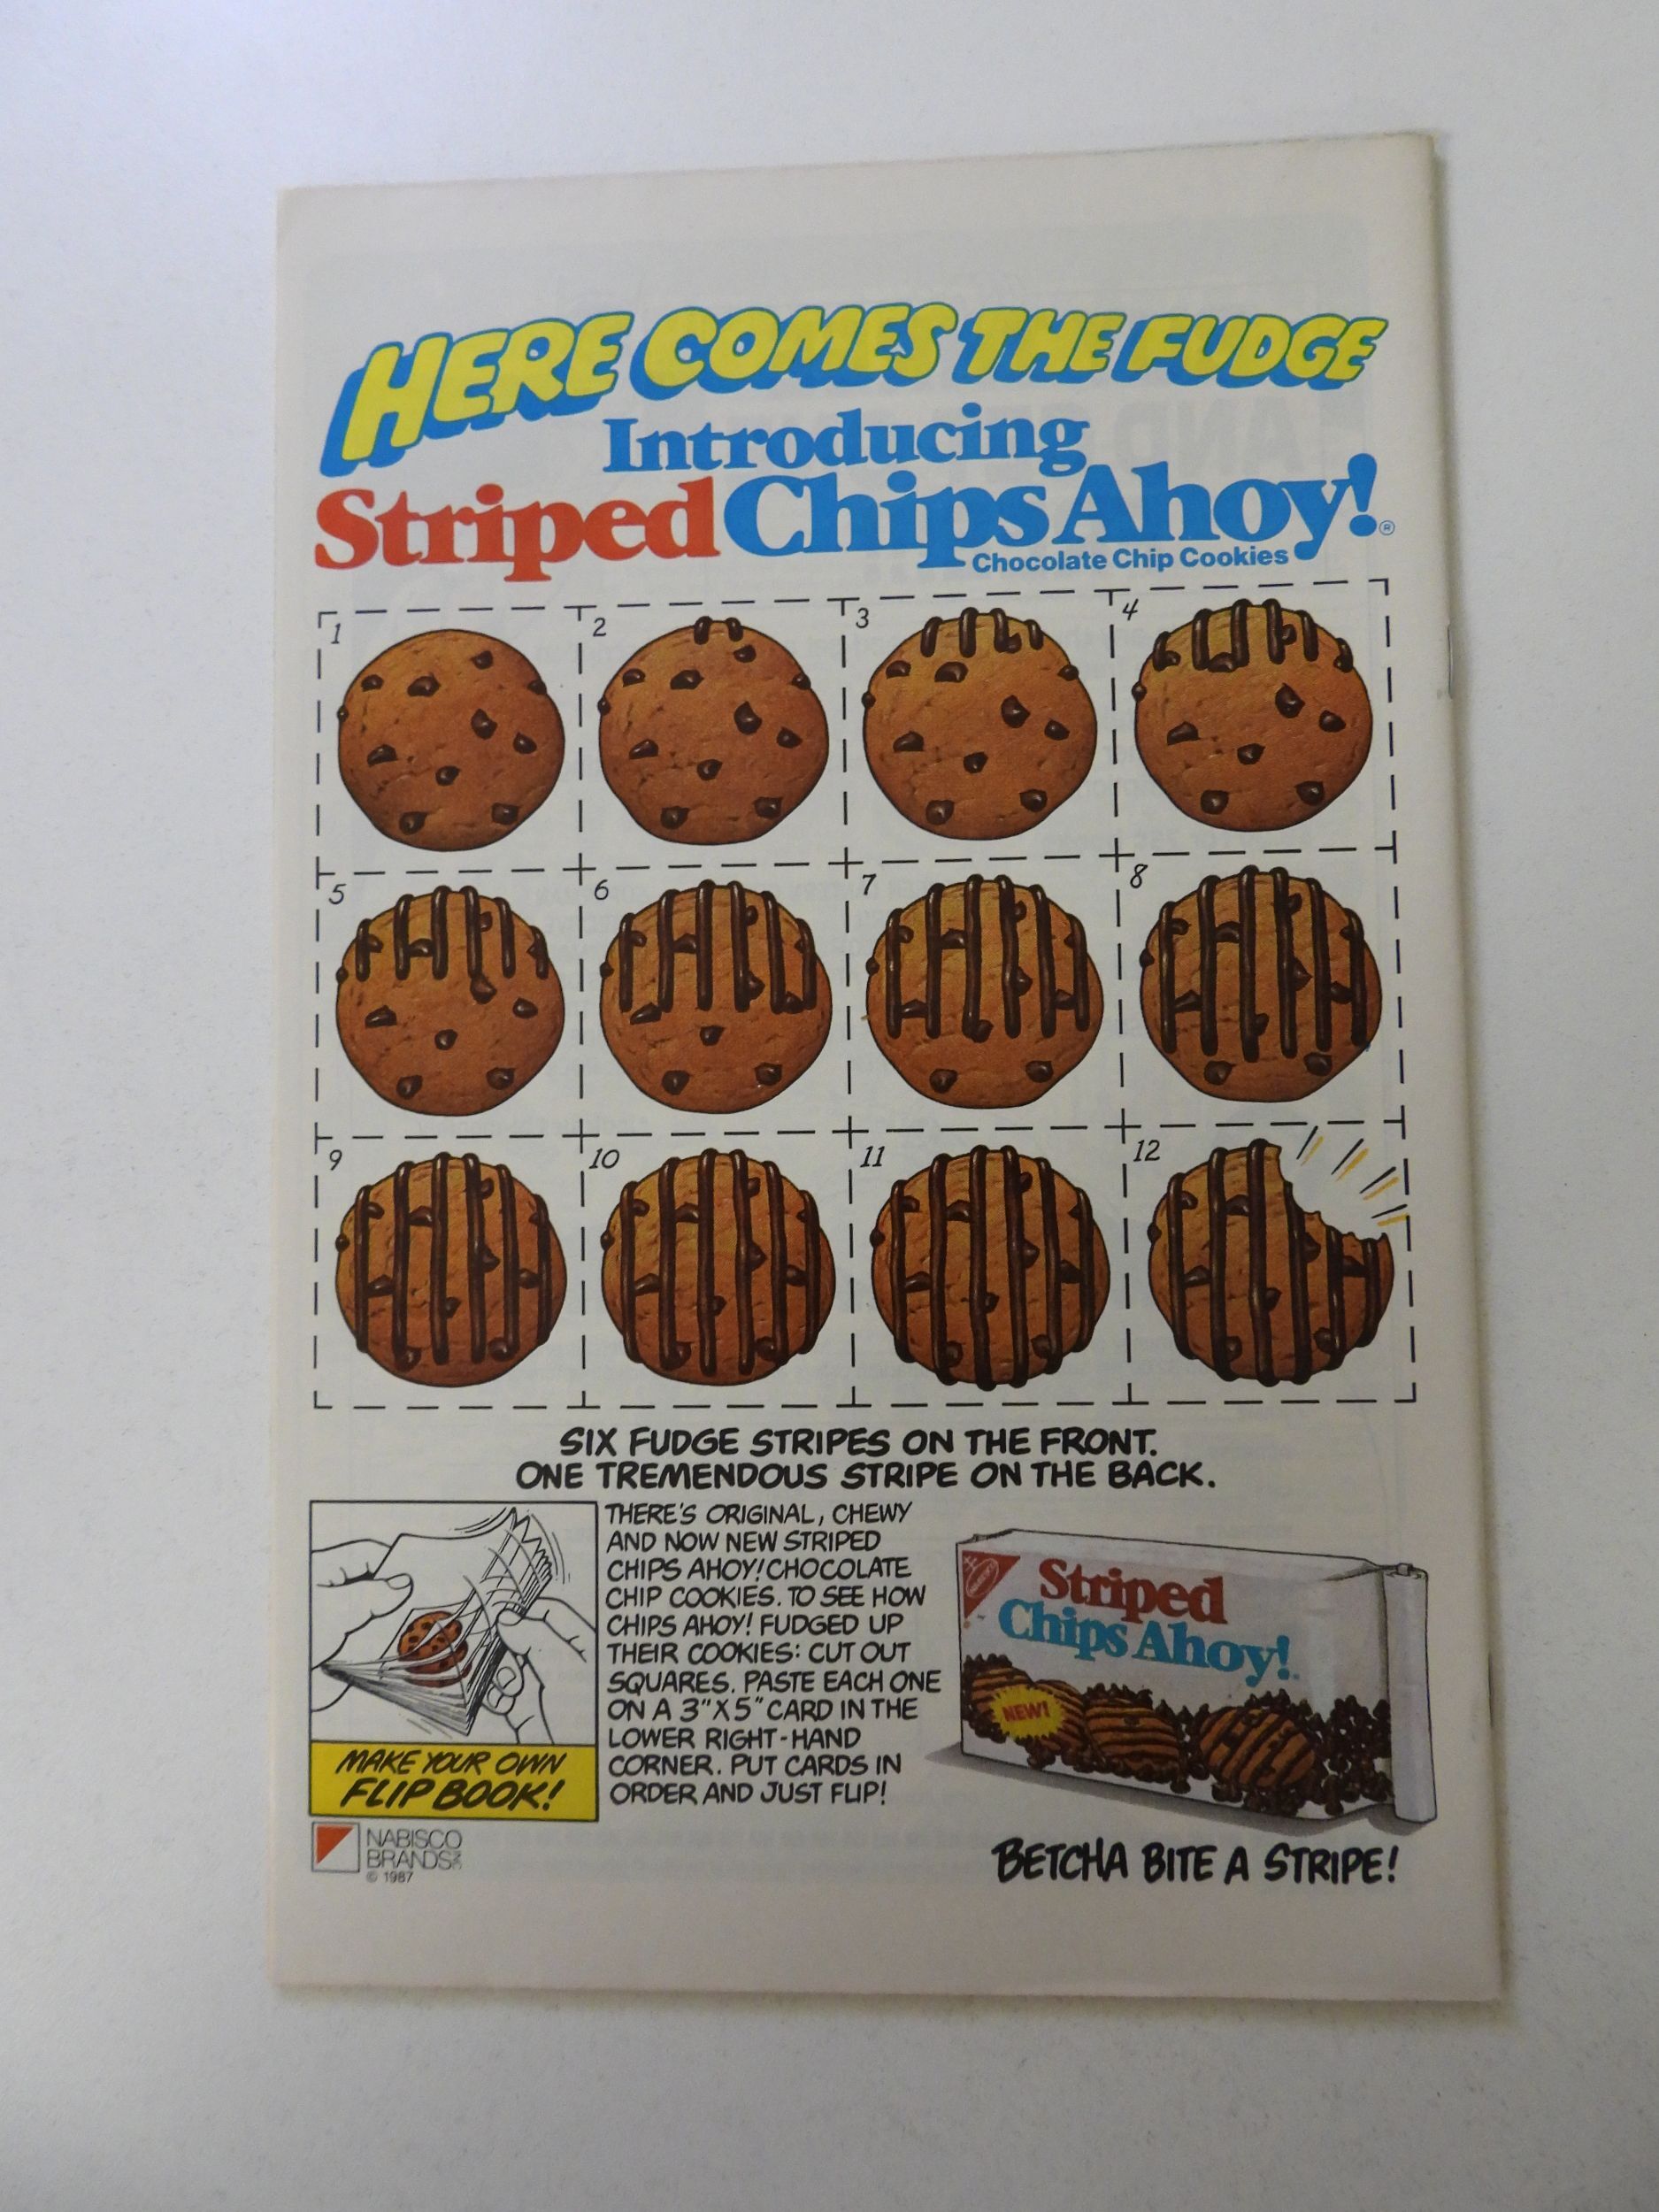 HERE COMES THE FUDGE
Introducing
Striped Chips Ahoy!®
Chocolate Chip Cookies
1
2
3
4
5
6
7
8
9
10
11
12
SIX FUDGE STRIPES ON THE FRONT.
ONE TREMENDOUS STRIPE ON THE BACK.
THERE'S ORIGINAL, CHEWY
AND NOW NEW STRIPED
CHIPS AHOY! CHOCOLATE
CHIP COOKIES. TO SEE HOW
CHIPS AHOY! FUDGED UP
THEIR COOKIES: CUT OUT
SQUARES. PASTE EACH ONE
ON A 3"X5" CARD IN THE
LOWER RIGHT-HAND
CORNER. PUT CARDS IN
ORDER AND JUST FLIP!
MAKE YOUR OWN
FLIP BOOK!
NABISCO
BRANDS INC
© 1987
NABISCO
Striped
Chips Ahoy!
NEW!
BETCHA BITE A STRIPE!